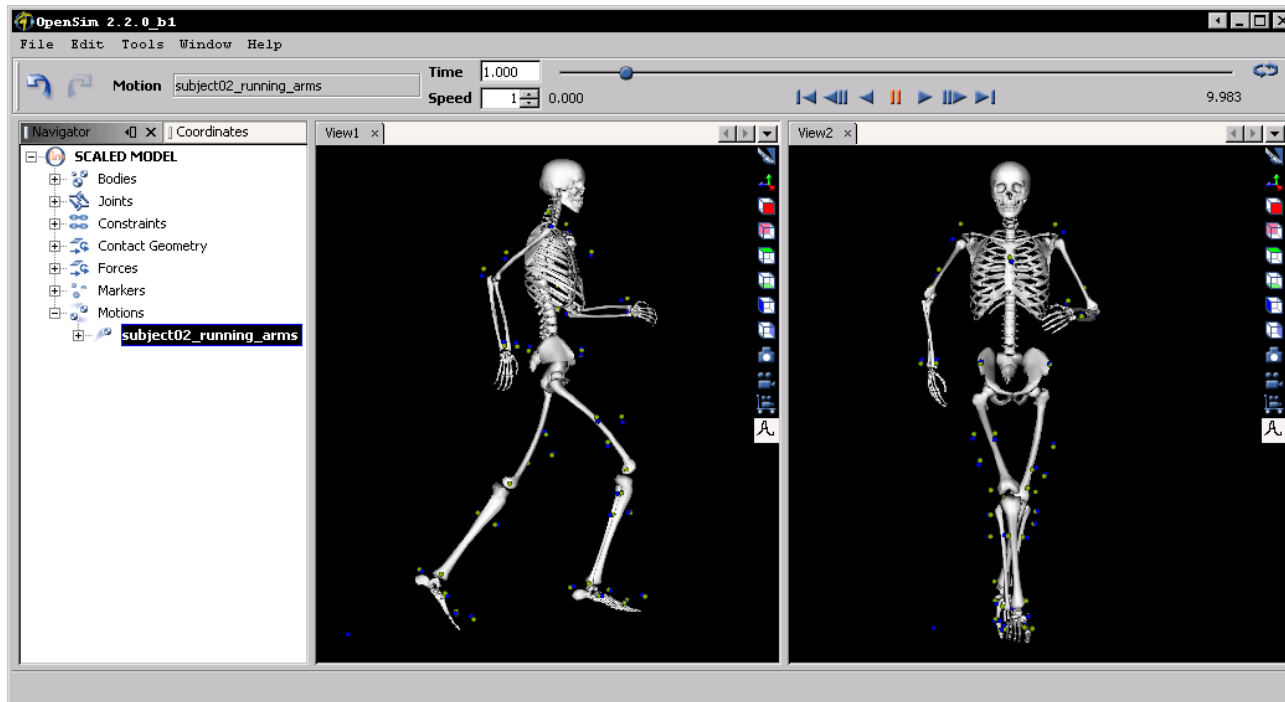 OpenSim 2.2.0_b1
File Edit Tools Window Help
Motion subject02_running_arms Time 1.000
Speed 1 0.000 9.983
Navigator Coordinates View1 View2
SCALED MODEL
Bodies
Joints
Constraints
Contact Geometry
Forces
Markers
Motions
subject02_running_arms